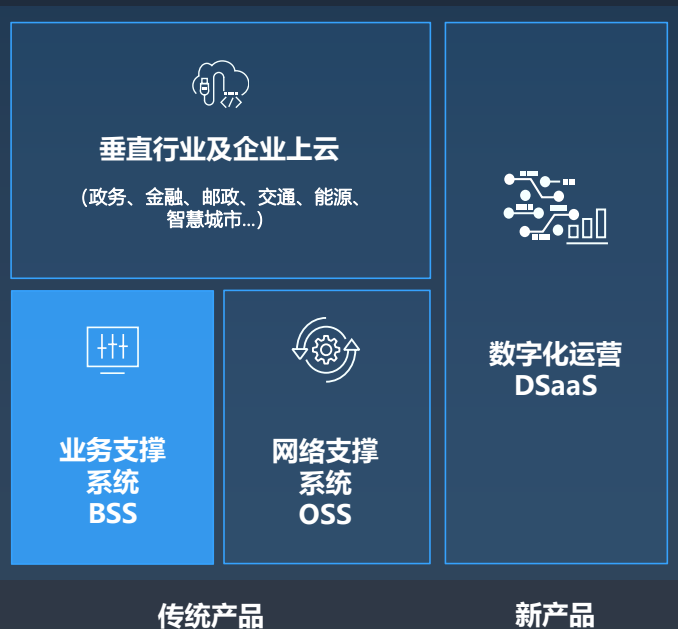 垂直行业及企业上云
（政务、金融、邮政、交通、能源、
智慧城市...）
业务支撑
系统
BSS
网络支撑
系统
OSS
数字化运营
DSaaS
传统产品
新产品